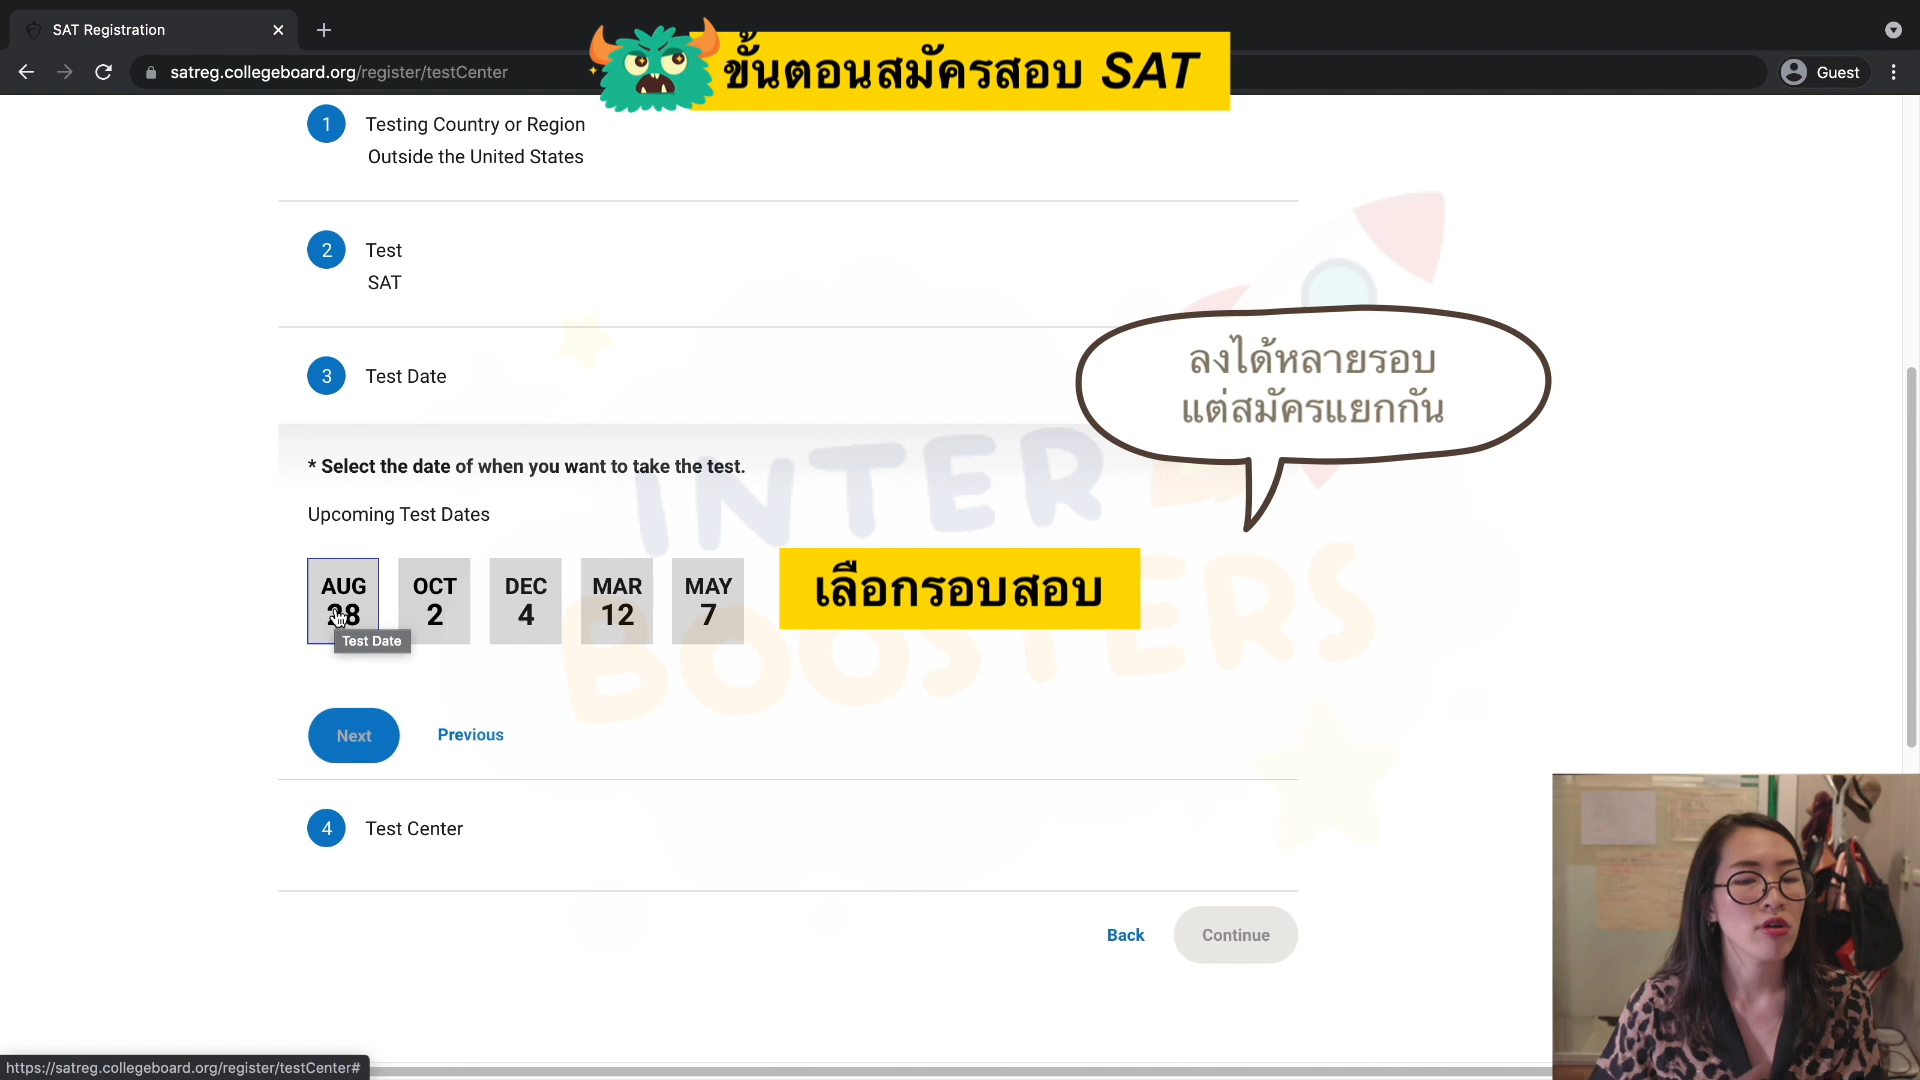 SAT Registration
satreg.collegeboard.org/register/testCenter
Guest
ขั้นตอนสมัครสอบ SAT
1 Testing Country or Region
Outside the United States
2 Test
SAT
3 Test Date
ลงได้หลายรอบ
แต่สมัครแยกกัน
* Select the date of when you want to take the test.
Upcoming Test Dates
INTER
BOOSTERS
AUG 28
OCT 2
DEC 4
MAR 12
MAY 7
เลือกรอบสอบ
Test Date
Next
Previous
4 Test Center
Back
Continue
https://satreg.collegeboard.org/register/testCenter#